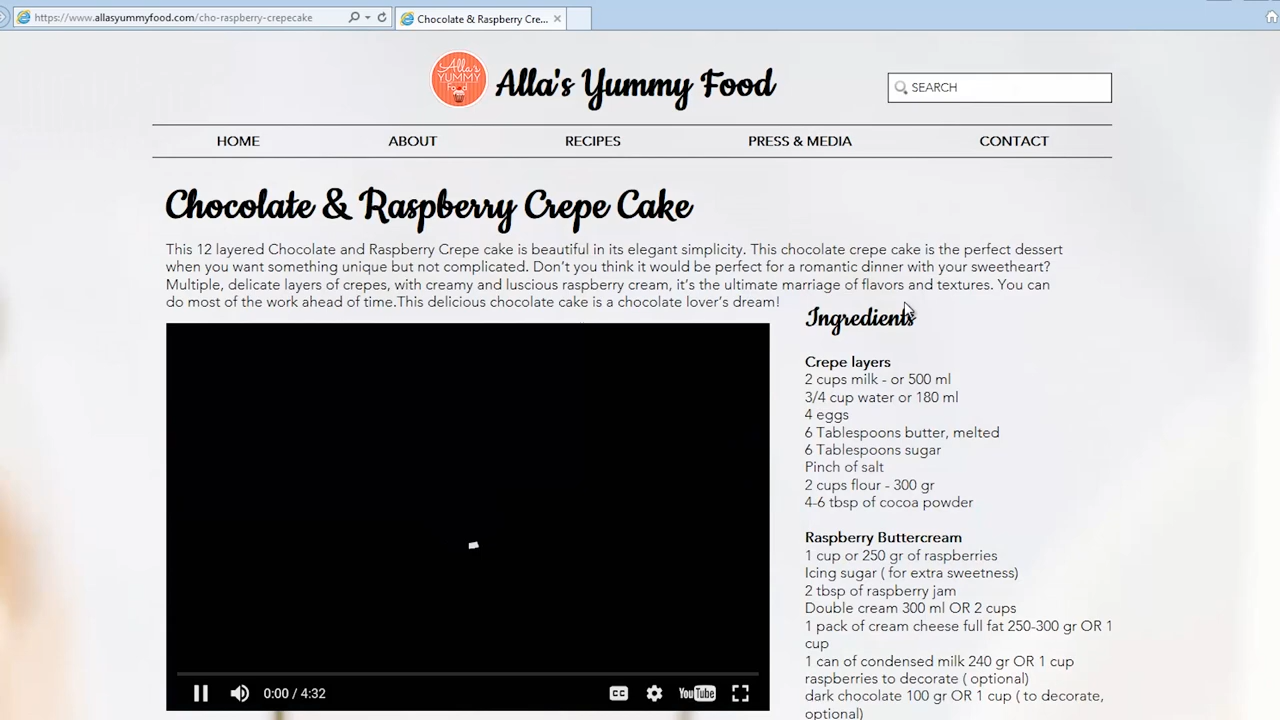 https://www.allasyummyfood.com/cho-raspberry-crepecake
Chocolate & Raspberry Cre...
Alla's YUMMY Food
Alla's Yummy Food
SEARCH
HOME ABOUT RECIPES PRESS & MEDIA CONTACT
Chocolate & Raspberry Crepe Cake
This 12 layered Chocolate and Raspberry Crepe cake is beautiful in its elegant simplicity. This chocolate crepe cake is the perfect dessert
when you want something unique but not complicated. Don't you think it would be perfect for a romantic dinner with your sweetheart?
Multiple, delicate layers of crepes, with creamy and luscious raspberry cream, it's the ultimate marriage of flavors and textures. You can
do most of the work ahead of time.This delicious chocolate cake is a chocolate lover's dream!
Ingredients
Crepe layers
2 cups milk - or 500 ml
3/4 cup water or 180 ml
4 eggs
6 Tablespoons butter, melted
6 Tablespoons sugar
Pinch of salt
2 cups flour - 300 gr
4-6 tbsp of cocoa powder
Raspberry Buttercream
1 cup or 250 gr of raspberries
Icing sugar ( for extra sweetness)
2 tbsp of raspberry jam
Double cream 300 ml OR 2 cups
1 pack of cream cheese full fat 250-300 gr OR 1
cup
1 can of condensed milk 240 gr OR 1 cup
raspberries to decorate ( optional)
dark chocolate 100 gr OR 1 cup ( to decorate,
optional)
0:00 / 4:32
CC
YouTube